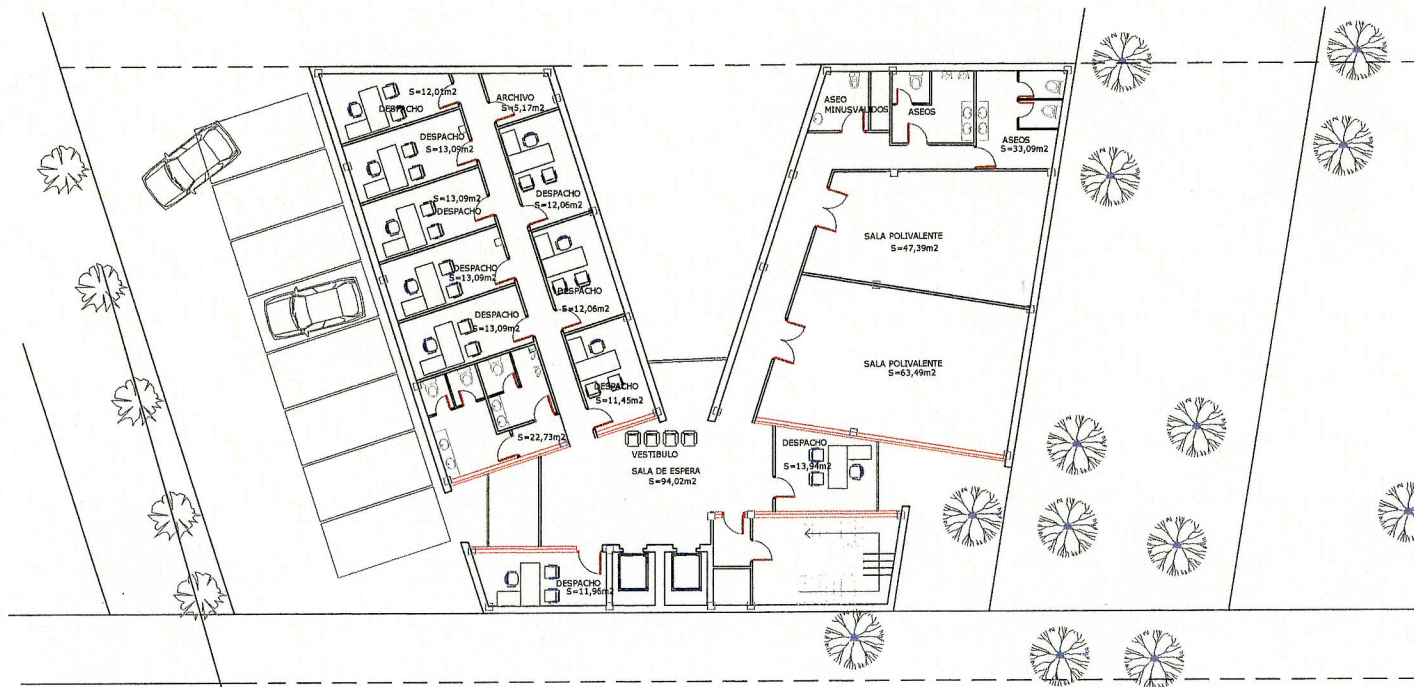 S=12,01m2
DESPACHO
ARCHIVO
S=5,17m2
DESPACHO
S=13,09m2
S=13,09m2
DESPACHO
DESPACHO
S=12,06m2
DESPACHO
S=13,09m2
DESPACHO
S=12,06m2
DESPACHO
S=13,09m2
DESPACHO
S=11,45m2
S=22,73m2
VESTIBULO
SALA DE ESPERA
S=94,02m2
DESPACHO
S=11,96m2
ASEO
MINUSVALIDOS
ASEOS
ASEOS
S=33,09m2
SALA POLIVALENTE
S=47,39m2
SALA POLIVALENTE
S=63,49m2
DESPACHO
S=13,94m2